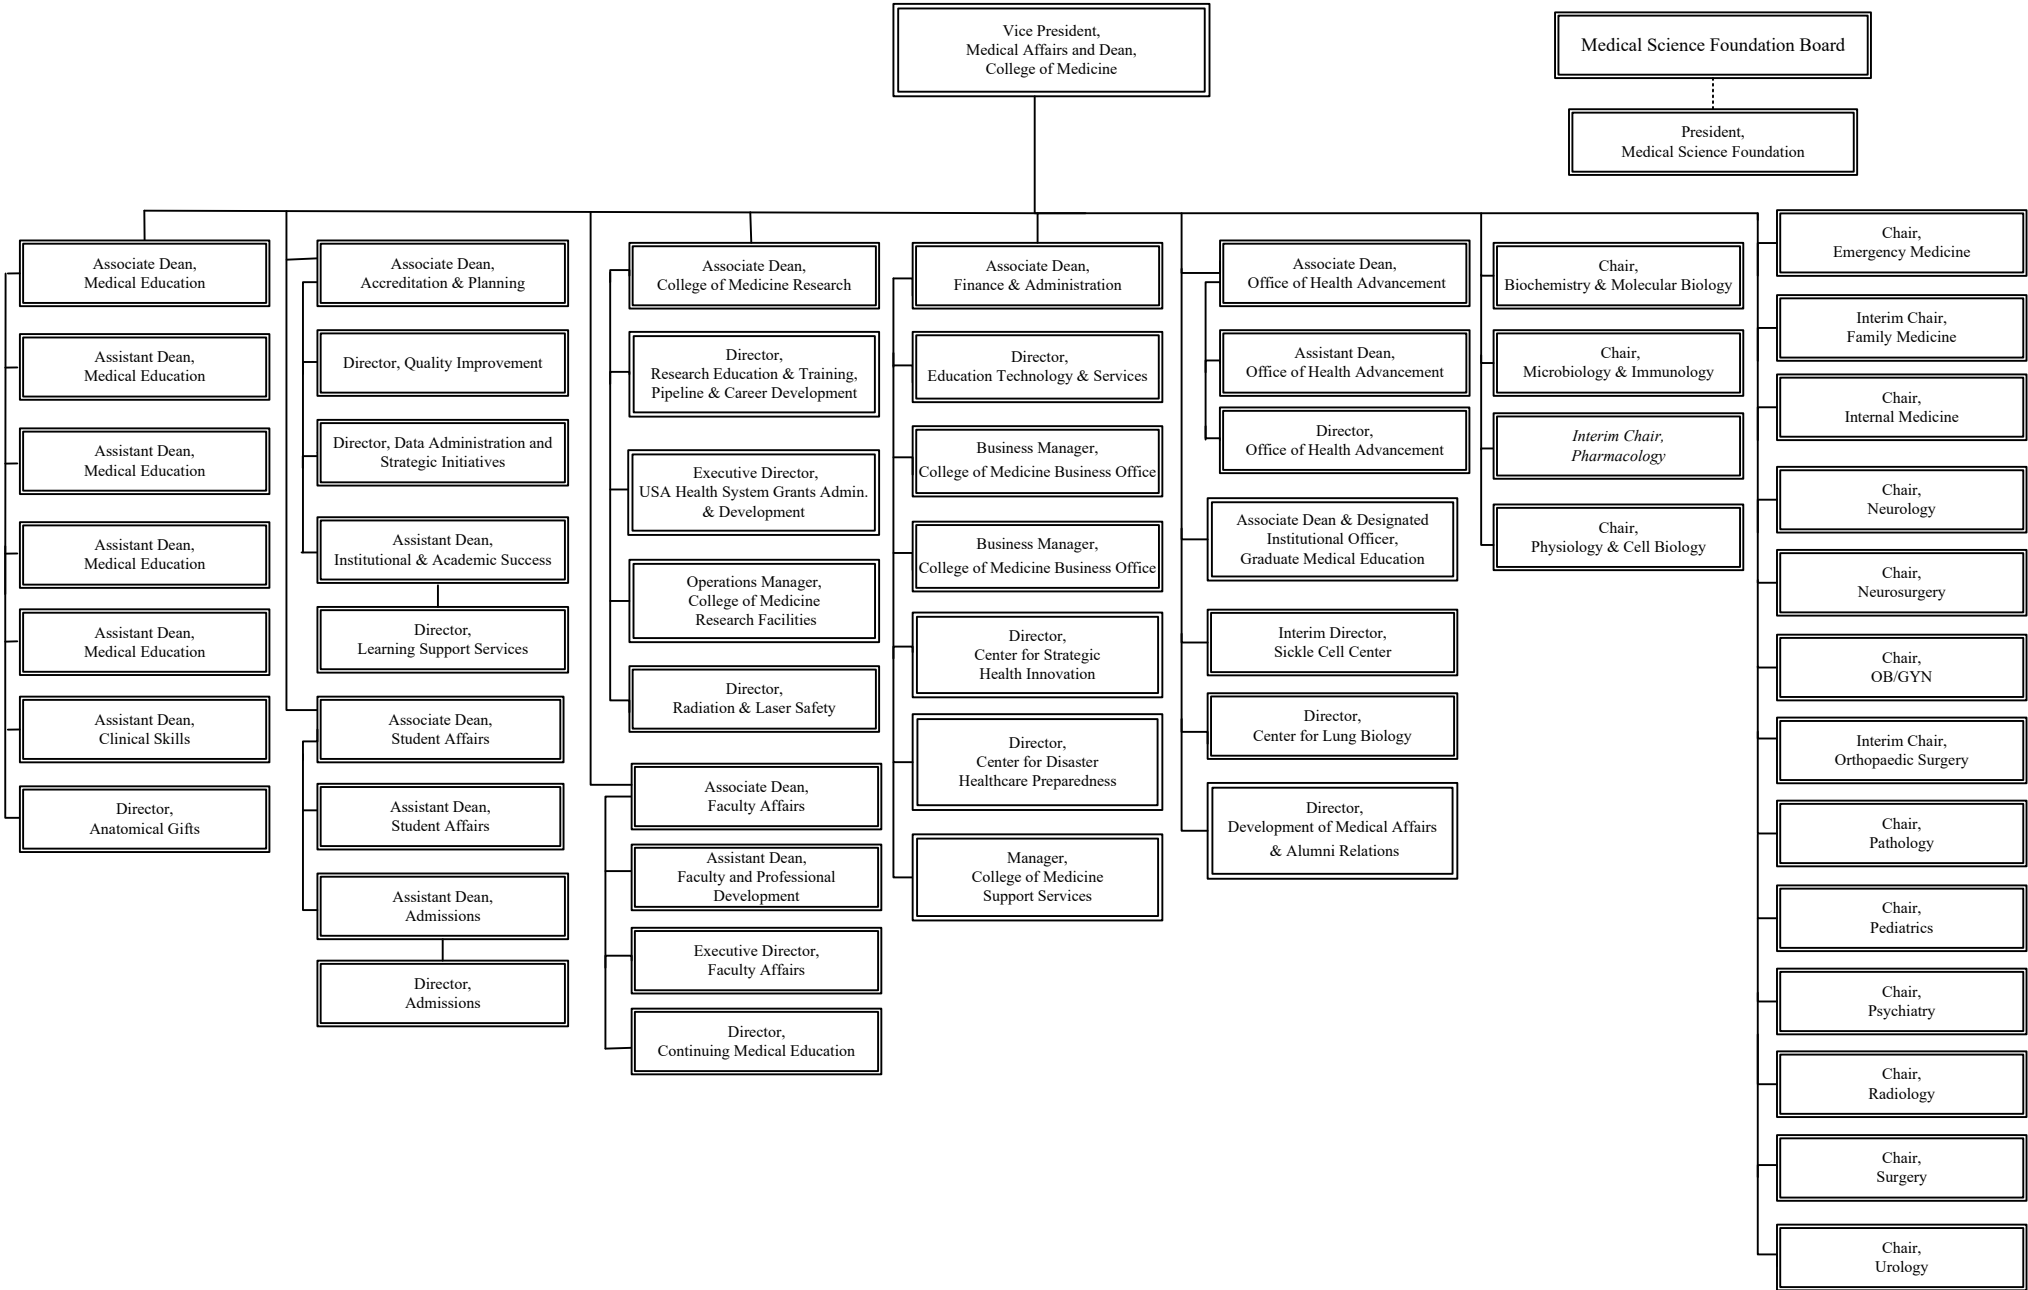 Vice President,
Medical Affairs and Dean,
College of Medicine
Medical Science Foundation Board
President,
Medical Science Foundation
Associate Dean,
Medical Education
Assistant Dean,
Medical Education
Assistant Dean,
Medical Education
Assistant Dean,
Medical Education
Assistant Dean,
Medical Education
Assistant Dean,
Clinical Skills
Director,
Anatomical Gifts
Associate Dean,
Accreditation & Planning
Director, Quality Improvement
Director, Data Administration and
Strategic Initiatives
Assistant Dean,
Institutional & Academic Success
Director,
Learning Support Services
Associate Dean,
Student Affairs
Assistant Dean,
Student Affairs
Assistant Dean,
Admissions
Director,
Admissions
Associate Dean,
College of Medicine Research
Director,
Research Education & Training,
Pipeline & Career Development
Executive Director,
USA Health System Grants Admin.
& Development
Operations Manager,
College of Medicine
Research Facilities
Director,
Radiation & Laser Safety
Associate Dean,
Faculty Affairs
Assistant Dean,
Faculty and Professional
Development
Executive Director,
Faculty Affairs
Director,
Continuing Medical Education
Associate Dean,
Finance & Administration
Director,
Education Technology & Services
Business Manager,
College of Medicine Business Office
Business Manager,
College of Medicine Business Office
Director,
Center for Strategic
Health Innovation
Director,
Center for Disaster
Healthcare Preparedness
Manager,
College of Medicine
Support Services
Associate Dean,
Office of Health Advancement
Assistant Dean,
Office of Health Advancement
Director,
Office of Health Advancement
Associate Dean & Designated
Institutional Officer,
Graduate Medical Education
Interim Director,
Sickle Cell Center
Director,
Center for Lung Biology
Director,
Development of Medical Affairs
& Alumni Relations
Chair,
Biochemistry & Molecular Biology
Chair,
Microbiology & Immunology
Interim Chair,
Pharmacology
Chair,
Physiology & Cell Biology
Chair,
Emergency Medicine
Interim Chair,
Family Medicine
Chair,
Internal Medicine
Chair,
Neurology
Chair,
Neurosurgery
Chair,
OB/GYN
Interim Chair,
Orthopaedic Surgery
Chair,
Pathology
Chair,
Pediatrics
Chair,
Psychiatry
Chair,
Radiology
Chair,
Surgery
Chair,
Urology